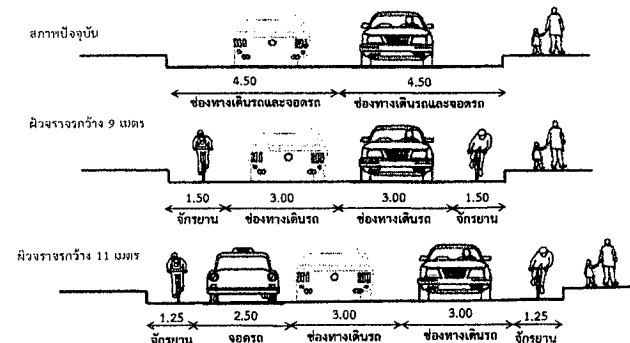 สภาพปัจจุบัน
4.50 4.50
ช่องทางเดินรถและจอดรถ ช่องทางเดินรถและจอดรถ
ผิวจราจรกว้าง 9 เมตร
1.50 3.00 3.00 1.50
จักรยาน ช่องทางเดินรถ ช่องทางเดินรถ จักรยาน
ผิวจราจรกว้าง 11 เมตร
1.25 2.50 3.00 3.00 1.25
จักรยาน จอดรถ ช่องทางเดินรถ ช่องทางเดินรถ จักรยาน